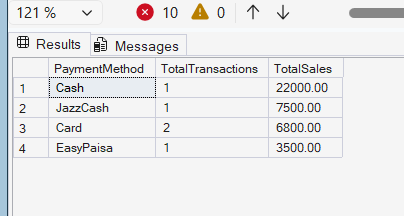 121 % 10 0
Results Messages
PaymentMethod TotalTransactions TotalSales
1 Cash 1 22000.00
2 JazzCash 1 7500.00
3 Card 2 6800.00
4 EasyPaisa 1 3500.00